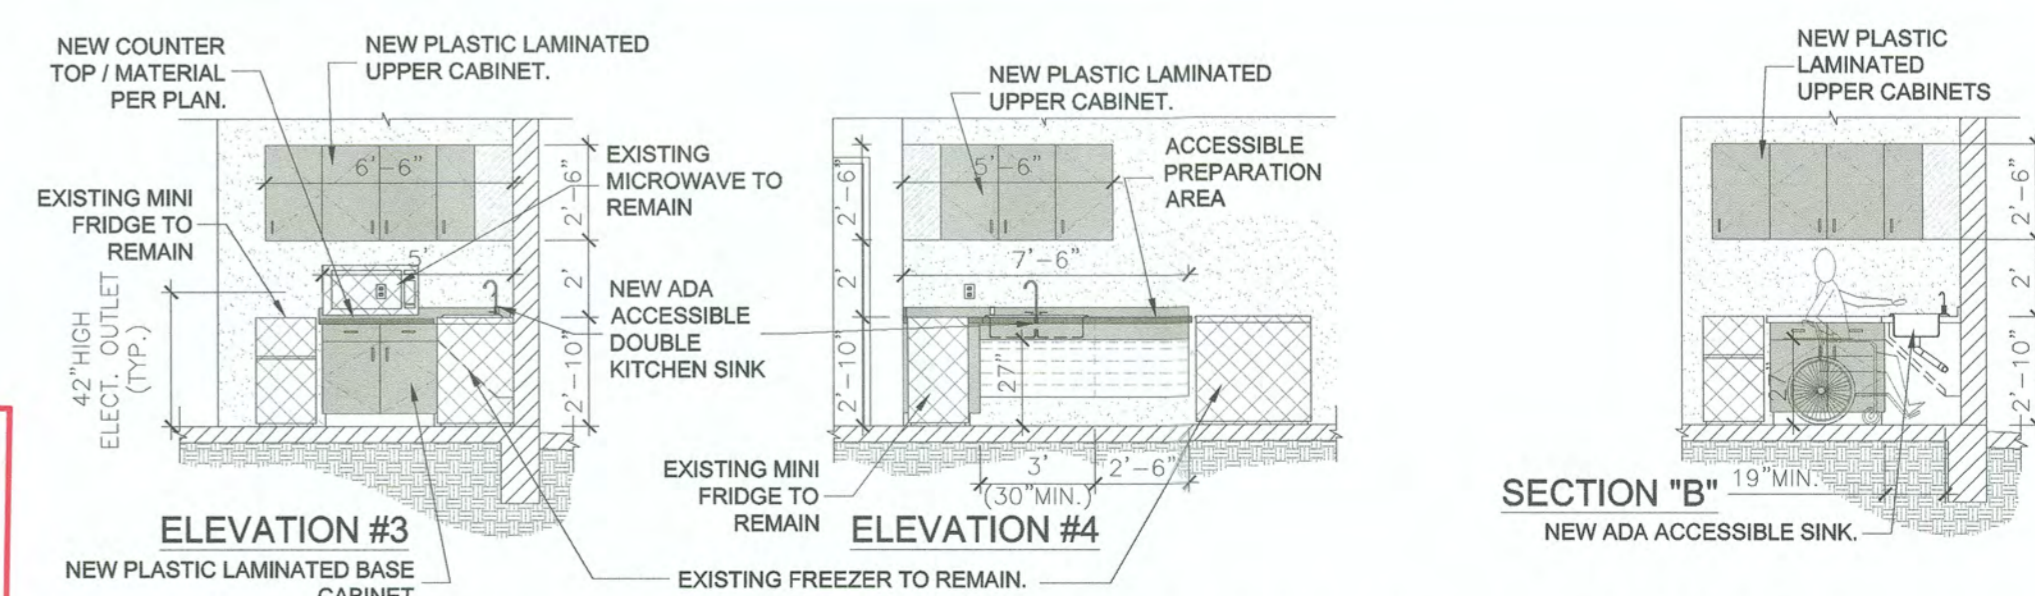 NEW COUNTER
TOP / MATERIAL
PER PLAN.
NEW PLASTIC LAMINATED
UPPER CABINET.
6'-6"
2'-6"
EXISTING
MICROWAVE TO
REMAIN
EXISTING MINI
FRIDGE TO
REMAIN
5'
2'
42"HIGH
ELECT. OUTLET
(TYP.)
NEW ADA
ACCESSIBLE
DOUBLE
KITCHEN SINK
2'-10"
ELEVATION #3
NEW PLASTIC LAMINATED BASE
CABINET
NEW PLASTIC LAMINATED
UPPER CABINET.
ACCESSIBLE
PREPARATION
AREA
2'-6"
5'-6"
2'
7'-6"
2'-10"
27"
EXISTING MINI
FRIDGE TO
REMAIN
3'
(30"MIN.)
2'-6"
ELEVATION #4
EXISTING FREEZER TO REMAIN.
NEW PLASTIC
LAMINATED
UPPER CABINETS
2'-6"
2'
2'-10"
SECTION "B"
19"MIN.
NEW ADA ACCESSIBLE SINK.